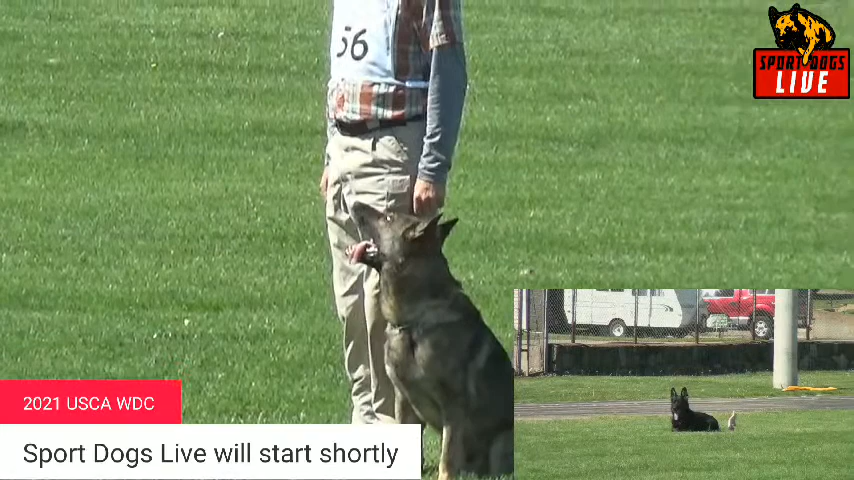 56
SPORT DOGS
LIVE
2021 USCA WDC
Sport Dogs Live will start shortly